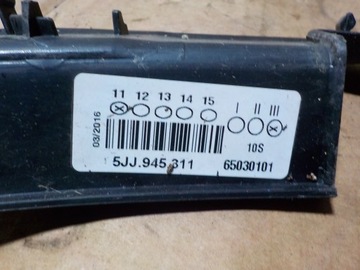 11 12 13 14 15 I II III
03/2016
10S
5JJ.945.311 65030101